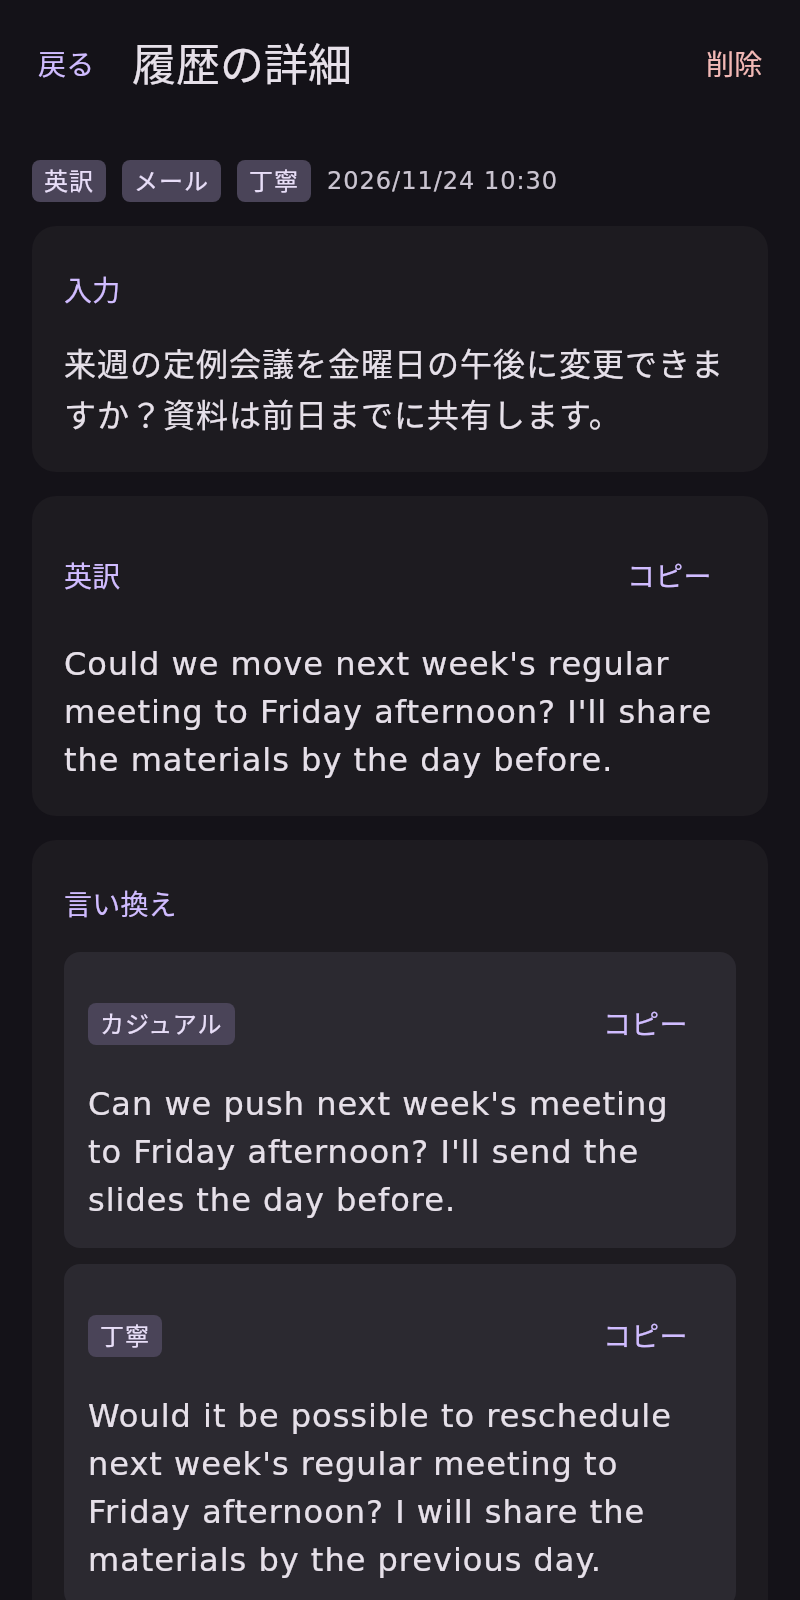 戻る 履歴の詳細 削除
英訳 メール 丁寧 2026/11/24 10:30
入力
来週の定例会議を金曜日の午後に変更できま
すか？資料は前日までに共有します。
英訳 コピー
Could we move next week's regular
meeting to Friday afternoon? I'll share
the materials by the day before.
言い換え
カジュアル コピー
Can we push next week's meeting
to Friday afternoon? I'll send the
slides the day before.
丁寧 コピー
Would it be possible to reschedule
next week's regular meeting to
Friday afternoon? I will share the
materials by the previous day.